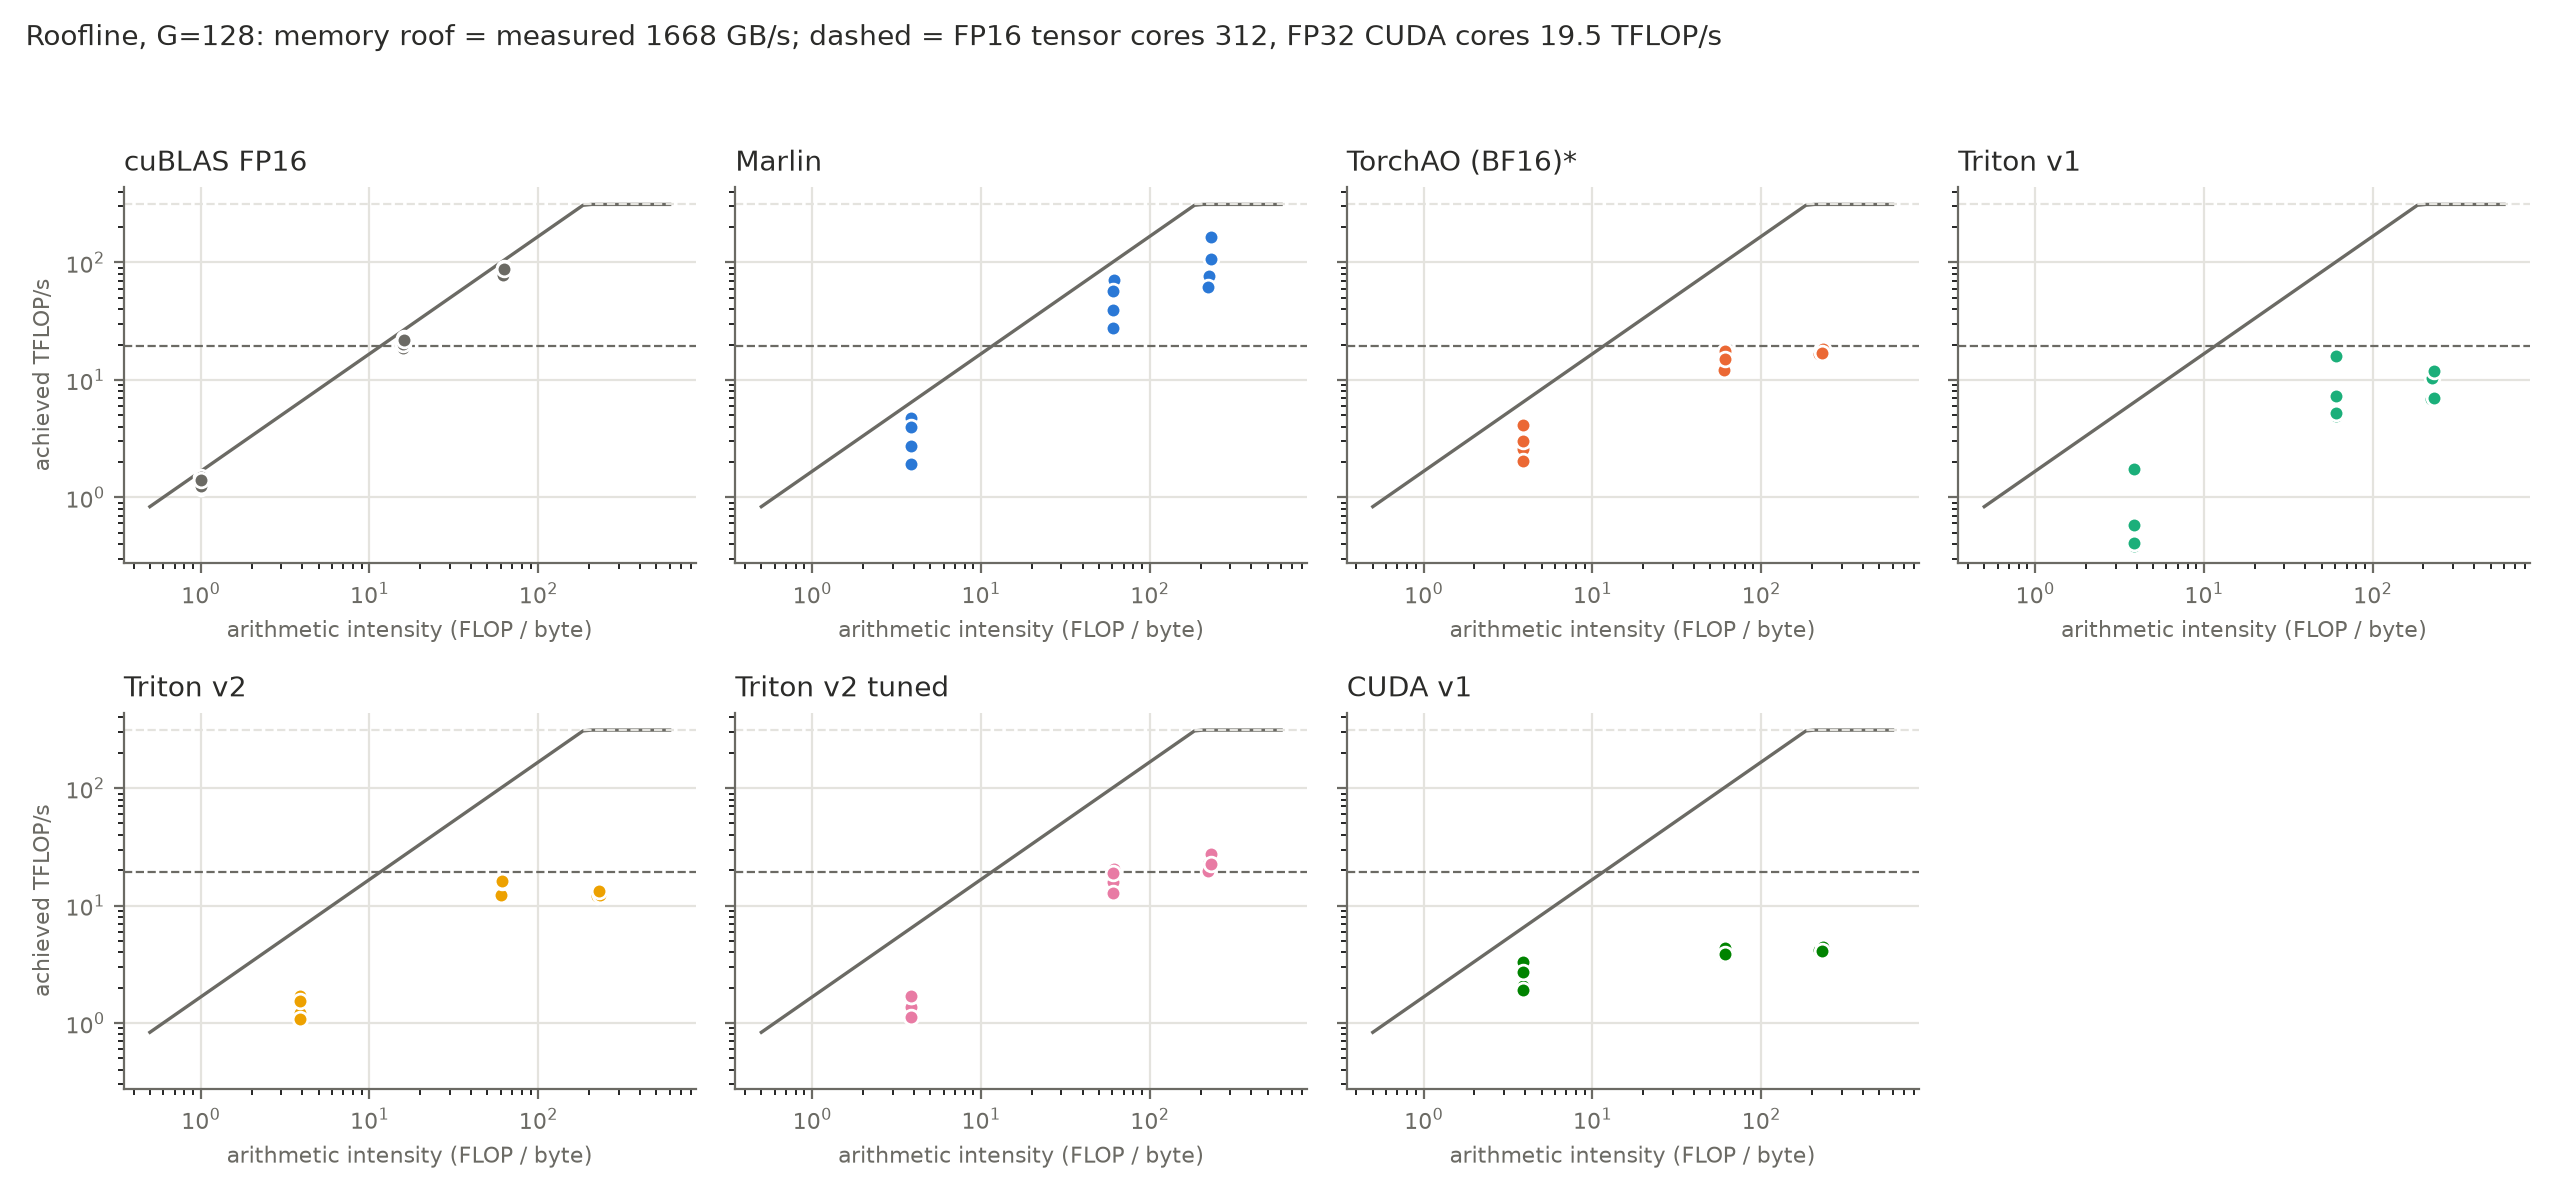 Roofline, G=128: memory roof = measured 1668 GB/s; dashed = FP16 tensor cores 312, FP32 CUDA cores 19.5 TFLOP/s
cuBLAS FP16
Marlin
TorchAO (BF16)*
Triton v1
achieved TFLOP/s
10²
10¹
10⁰
10⁰ 10¹ 10²
10⁰ 10¹ 10²
10⁰ 10¹ 10²
10⁰ 10¹ 10²
arithmetic intensity (FLOP / byte)
arithmetic intensity (FLOP / byte)
arithmetic intensity (FLOP / byte)
arithmetic intensity (FLOP / byte)
Triton v2
Triton v2 tuned
CUDA v1
achieved TFLOP/s
10²
10¹
10⁰
10⁰ 10¹ 10²
10⁰ 10¹ 10²
10⁰ 10¹ 10²
arithmetic intensity (FLOP / byte)
arithmetic intensity (FLOP / byte)
arithmetic intensity (FLOP / byte)